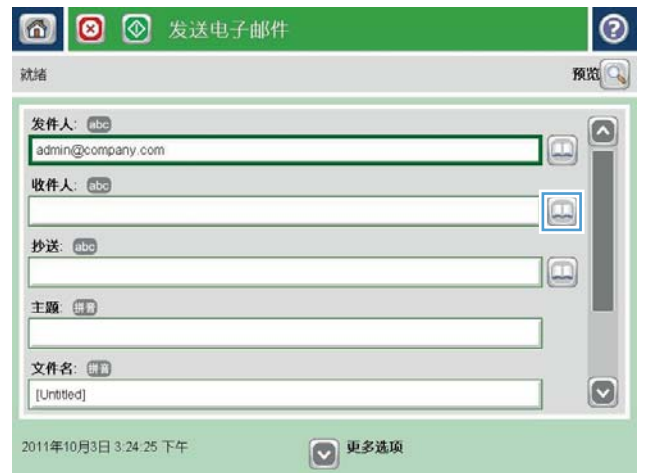 发送电子邮件
就绪
预览
发件人: abc
admin@company.com
收件人: abc
抄送: abc
主题: 拼音
文件名: 拼音
[Untitled]
2011年10月3日 3:24:25 下午
更多选项